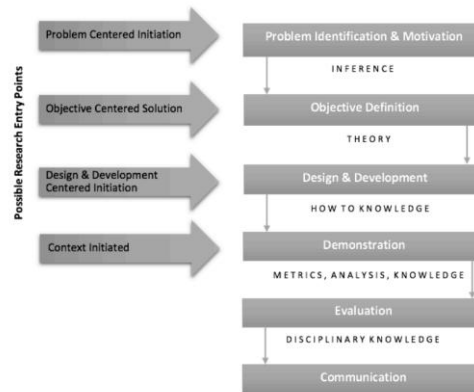 Possible Research Entry Points
Problem Centered Initiation
Problem Identification & Motivation
INFERENCE
Objective Centered Solution
Objective Definition
THEORY
Design & Development
Centered Initiation
Design & Development
HOW TO KNOWLEDGE
Context Initiated
Demonstration
METRICS, ANALYSIS, KNOWLEDGE
Evaluation
DISCIPLINARY KNOWLEDGE
Communication